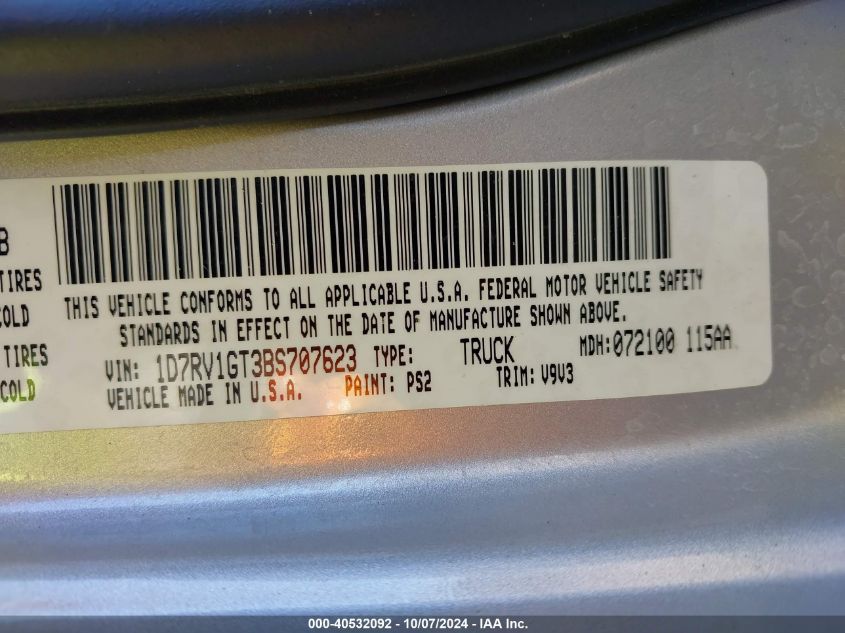 B
TIRES
COLD
TIRES
COLD
THIS VEHICLE CONFORMS TO ALL APPLICABLE U.S.A. FEDERAL MOTOR VEHICLE SAFETY
STANDARDS IN EFFECT ON THE DATE OF MANUFACTURE SHOWN ABOVE.
VIN: 1D7RV1GT3BS707623 TYPE: TRUCK MDH:072100 115AA
VEHICLE MADE IN U.S.A. PAINT: PS2 TRIM: V9V3
000-40532092 - 10/07/2024 - IAA Inc.